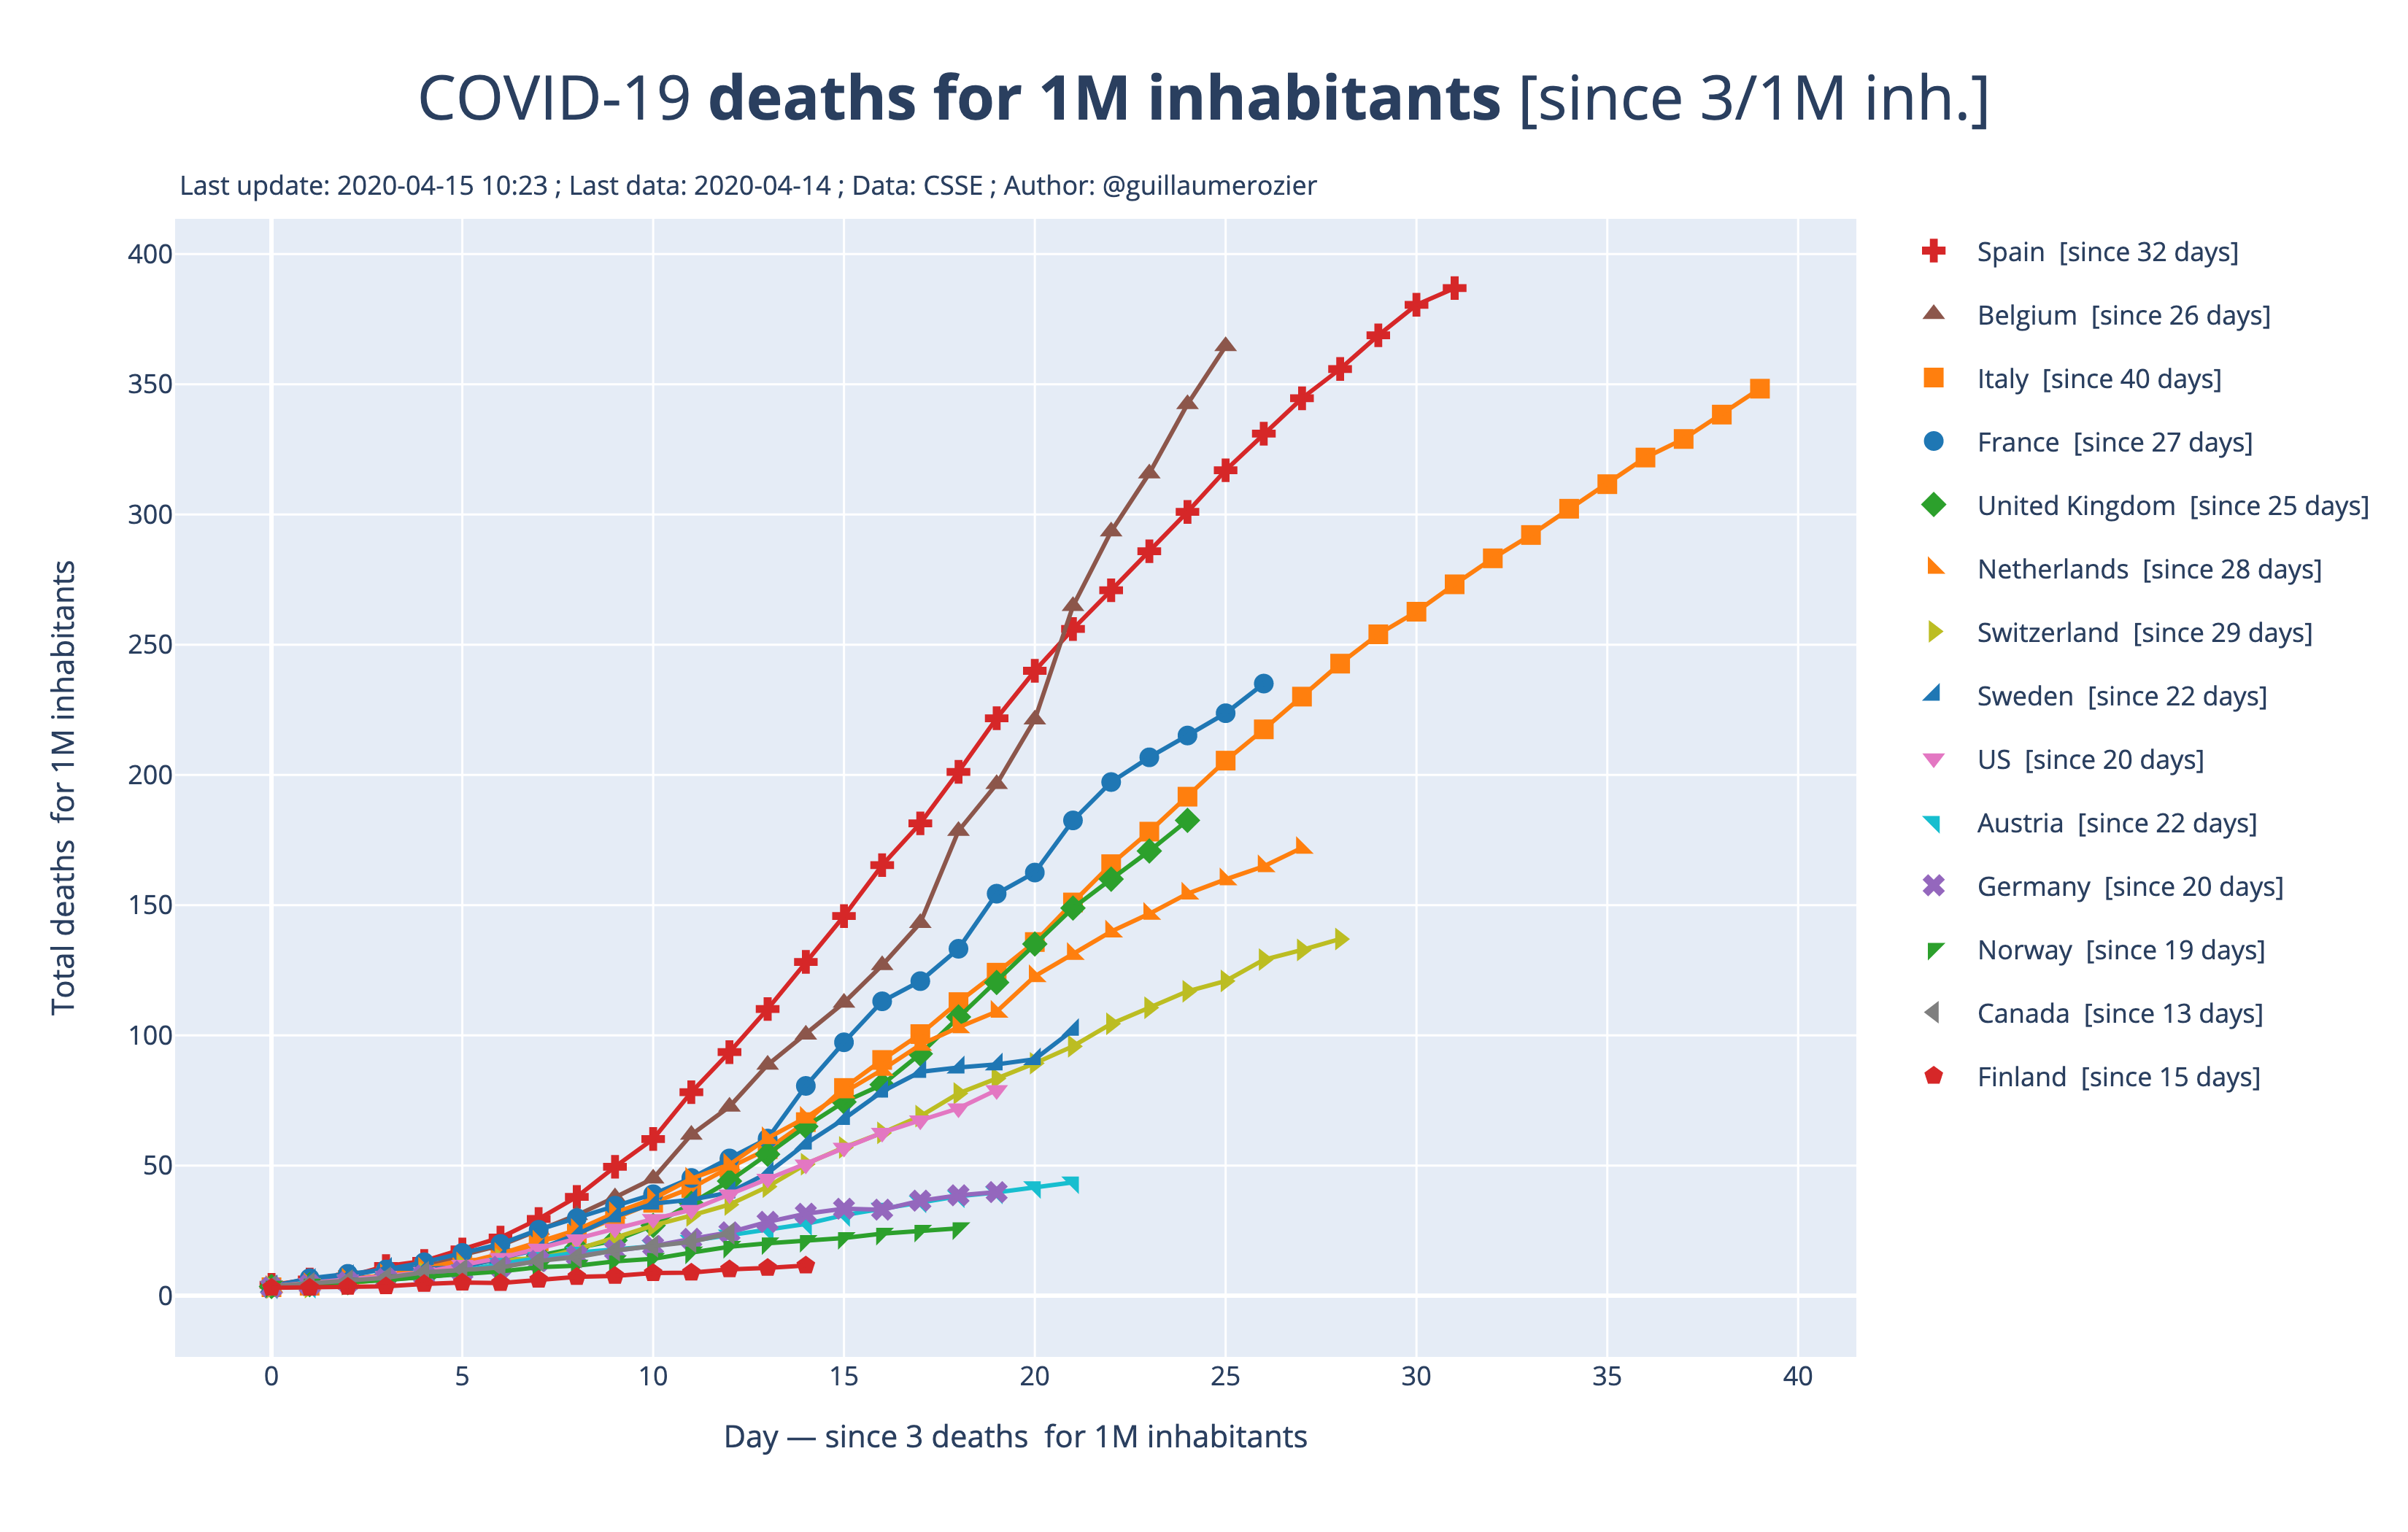 COVID-19 deaths for 1M inhabitants [since 3/1M inh.]
Last update: 2020-04-15 10:23 ; Last data: 2020-04-14 ; Data: CSSE ; Author: @guillaumerozier
Total deaths for 1M inhabitants
400
350
300
250
200
150
100
50
0
0 5 10 15 20 25 30 35 40
Day — since 3 deaths for 1M inhabitants
Spain [since 32 days]
Belgium [since 26 days]
Italy [since 40 days]
France [since 27 days]
United Kingdom [since 25 days]
Netherlands [since 28 days]
Switzerland [since 29 days]
Sweden [since 22 days]
US [since 20 days]
Austria [since 22 days]
Germany [since 20 days]
Norway [since 19 days]
Canada [since 13 days]
Finland [since 15 days]